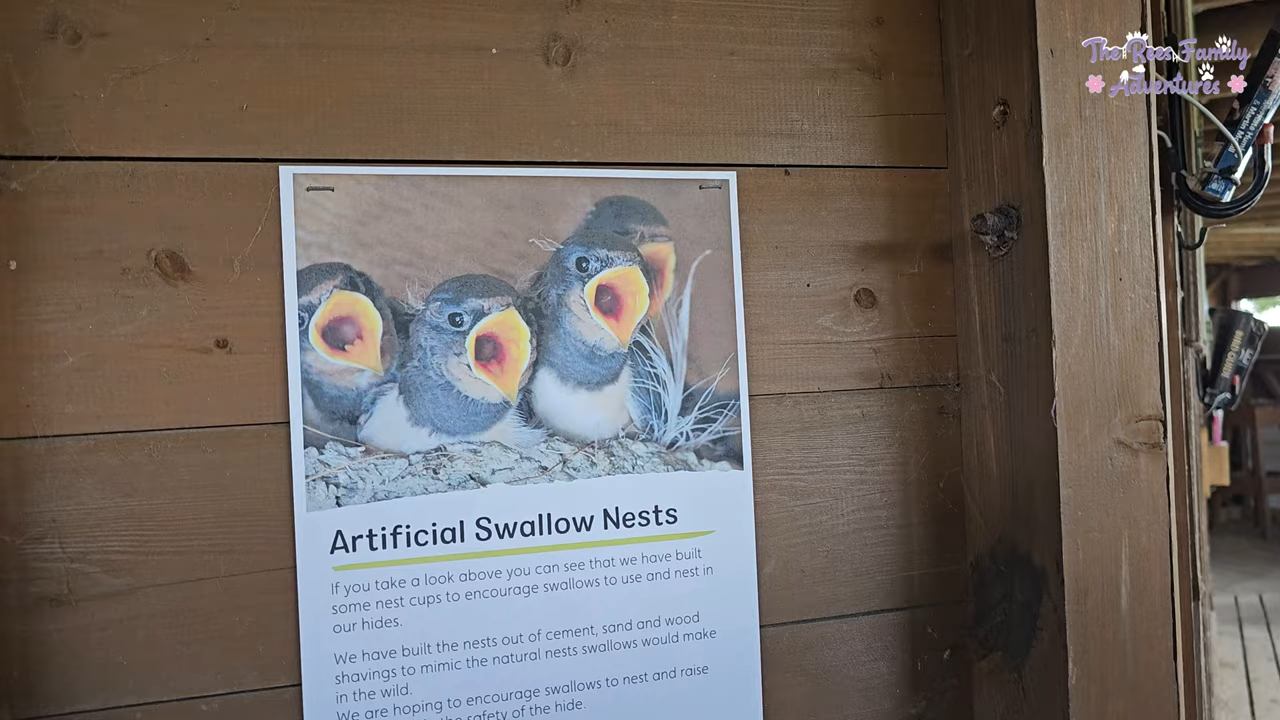 The Rees Family
Adventures
Artificial Swallow Nests
If you take a look above you can see that we have built
some nest cups to encourage swallows to use and nest in
our hides.
We have built the nests out of cement, sand and wood
shavings to mimic the natural nests swallows would make
in the wild.
We are hoping to encourage swallows to nest and raise
the safety of the hide.